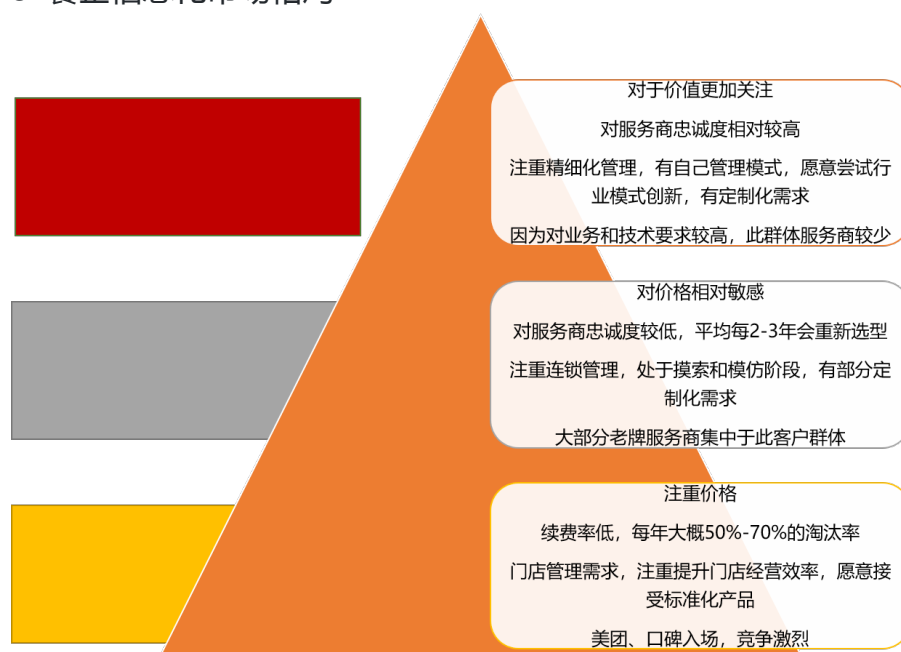 对于价值更加关注
对服务商忠诚度相对较高
注重精细化管理，有自己管理模式，愿意尝试行
业模式创新，有定制化需求
因为对业务和技术要求较高，此群体服务商较少
对价格相对敏感
对服务商忠诚度较低，平均每2-3年会重新选型
注重连锁管理，处于摸索和模仿阶段，有部分定
制化需求
大部分老牌服务商集中于此客户群体
注重价格
续费率低，每年大概50%-70%的淘汰率
门店管理需求，注重提升门店经营效率，愿意接
受标准化产品
美团、口碑入场，竞争激烈